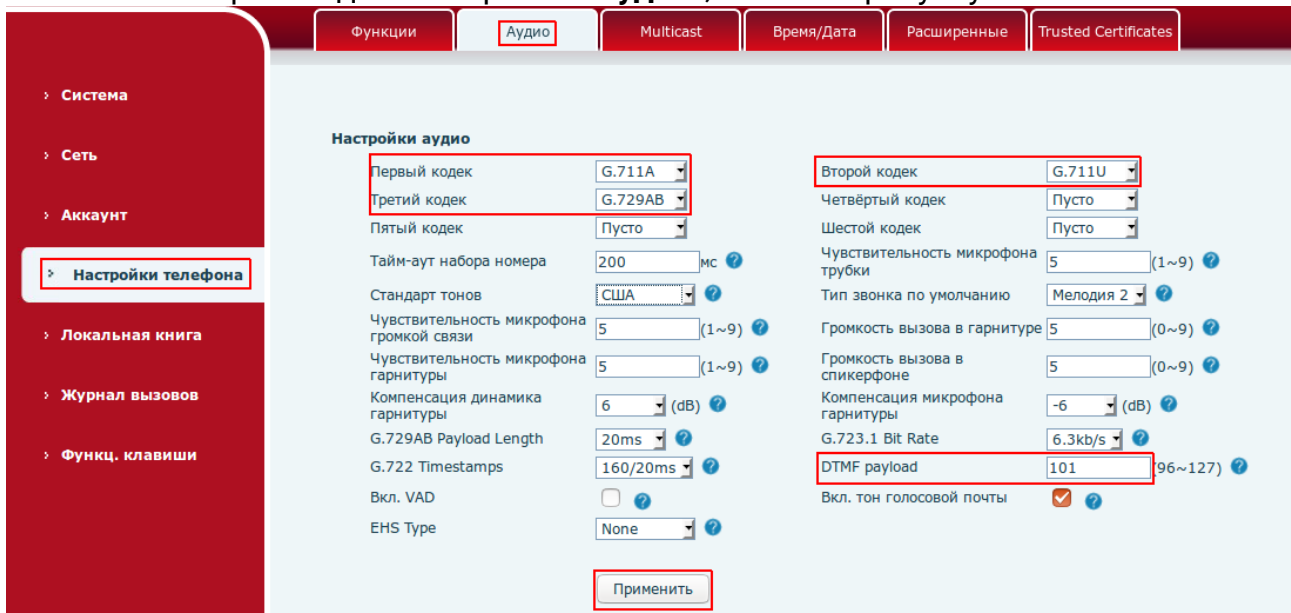 Функции Аудио Multicast Время/Дата Расширенные Trusted Certificates
› Система
› Сеть
› Аккаунт
› Настройки телефона
› Локальная книга
› Журнал вызовов
› Функц. клавиши
Настройки аудио
Первый кодек G.711A Второй кодек G.711U
Третий кодек G.729AB Четвёртый кодек Пусто
Пятый кодек Пусто Шестой кодек Пусто
Тайм-аут набора номера 200 мс ? Чувствительность микрофона трубки 5 (1~9) ?
Стандарт тонов США ? Тип звонка по умолчанию Мелодия 2 ?
Чувствительность микрофона громкой связи 5 (1~9) ? Громкость вызова в гарнитуре 5 (0~9) ?
Чувствительность микрофона гарнитуры 5 (1~9) ? Громкость вызова в спикерфоне 5 (0~9) ?
Компенсация динамика гарнитуры 6 (dB) ? Компенсация микрофона гарнитуры -6 (dB) ?
G.729AB Payload Length 20ms ? G.723.1 Bit Rate 6.3kb/s ?
G.722 Timestamps 160/20ms ? DTMF payload 101 (96~127) ?
Вкл. VAD ? Вкл. тон голосовой почты ?
EHS Type None ?
Применить